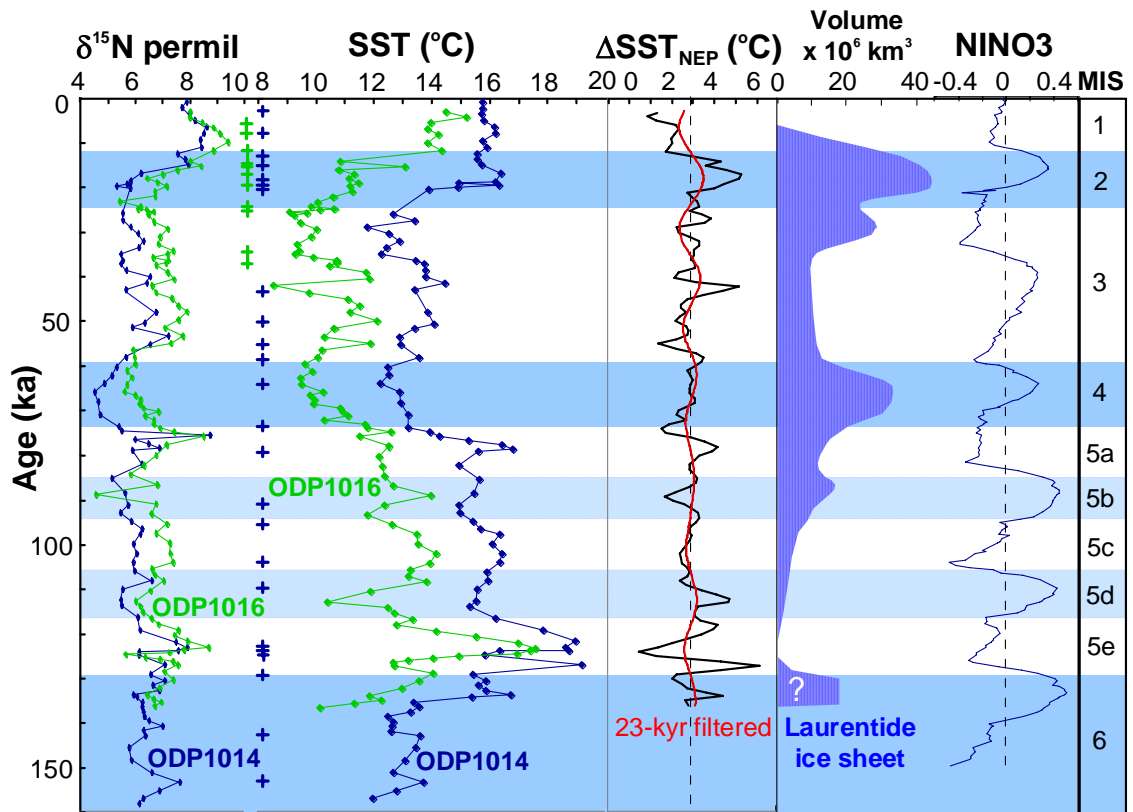 δ¹⁵N permil
SST (°C)
ΔSST_NEP (°C)
Volume
x 10⁶ km³
NINO3
4 6 8 10 8 10 12 14 16 18 20 0 2 4 6 0 20 40 -0.4 0 0.4 MIS
Age (ka)
0
50
100
150
1
2
3
4
5a
5b
5c
5d
5e
6
ODP1016
ODP1016
ODP1014
ODP1014
23-kyr filtered
?
Laurentide
ice sheet